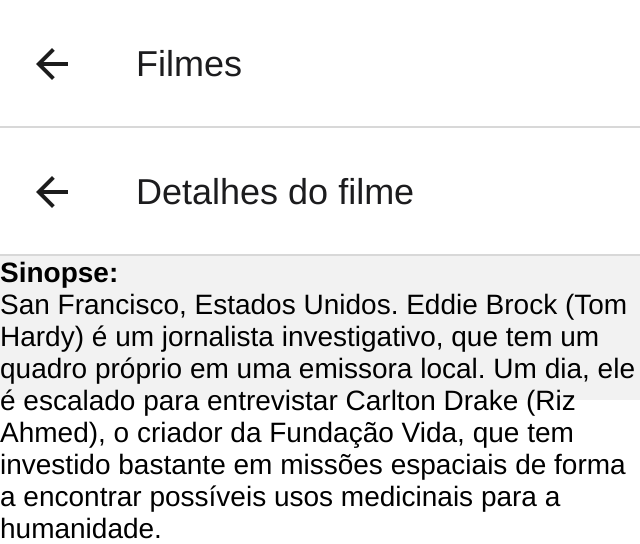 Filmes
Detalhes do filme
Sinopse:
San Francisco, Estados Unidos. Eddie Brock (Tom
Hardy) é um jornalista investigativo, que tem um
quadro próprio em uma emissora local. Um dia, ele
é escalado para entrevistar Carlton Drake (Riz
Ahmed), o criador da Fundação Vida, que tem
investido bastante em missões espaciais de forma
a encontrar possíveis usos medicinais para a
humanidade.